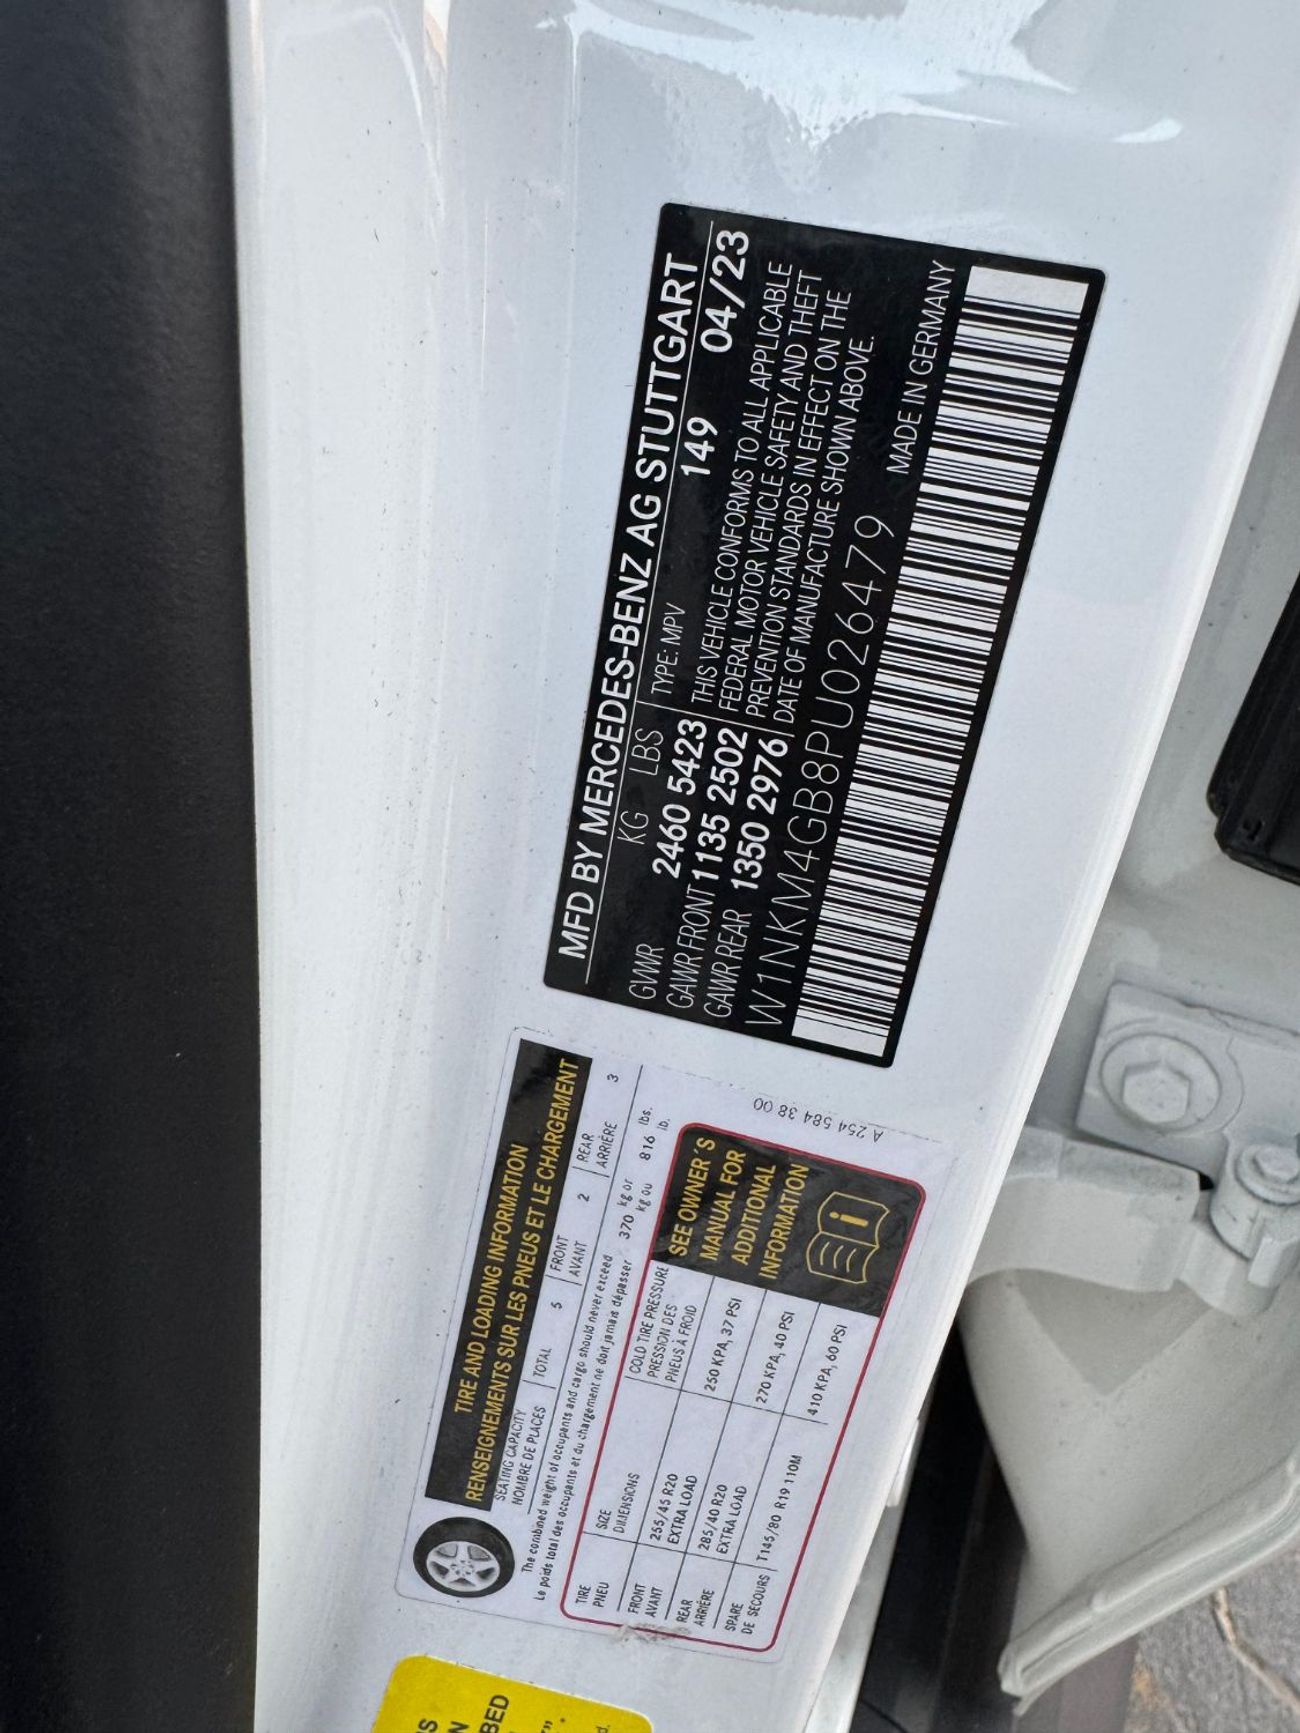 MFD BY MERCEDES-BENZ AG STUTTGART
KG LBS TYPE: MPV 149 04/23
GVWR 2460 5423
GAWR FRONT 1135 2502
GAWR REAR 1350 2976
THIS VEHICLE CONFORMS TO ALL APPLICABLE
FEDERAL MOTOR VEHICLE SAFETY AND THEFT
PREVENTION STANDARDS IN EFFECT ON THE
DATE OF MANUFACTURE SHOWN ABOVE.
W1NKM4GB8PU026479
MADE IN GERMANY
TIRE AND LOADING INFORMATION
RENSEIGNEMENTS SUR LES PNEUS ET LE CHARGEMENT
SEATING CAPACITY
NOMBRE DE PLACES
TOTAL 5
FRONT
AVANT 2
REAR
ARRIÈRE 3
The combined weight of occupants and cargo should never exceed 370 kg or 816 lbs.
Le poids total des occupants et du chargement ne doit jamais dépasser 370 kg ou 816 lb.
TIRE
PNEU
SIZE
DIMENSIONS
COLD TIRE PRESSURE
PRESSION DES
PNEUS À FROID
FRONT
AVANT
255/45 R20
EXTRA LOAD
250 KPA, 37 PSI
REAR
ARRIÈRE
285/40 R20
EXTRA LOAD
270 KPA, 40 PSI
SPARE
DE SECOURS
T145/80 R19 110M
410 KPA, 60 PSI
SEE OWNER'S
MANUAL FOR
ADDITIONAL
INFORMATION
i
A 254 584 38 00
BED